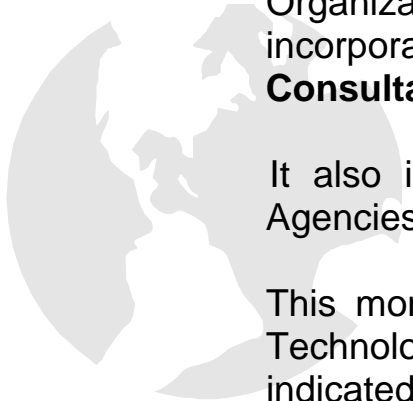 Organiza
incorpora
Consulta
It also i
Agencies
This mor
Technolo
indicated